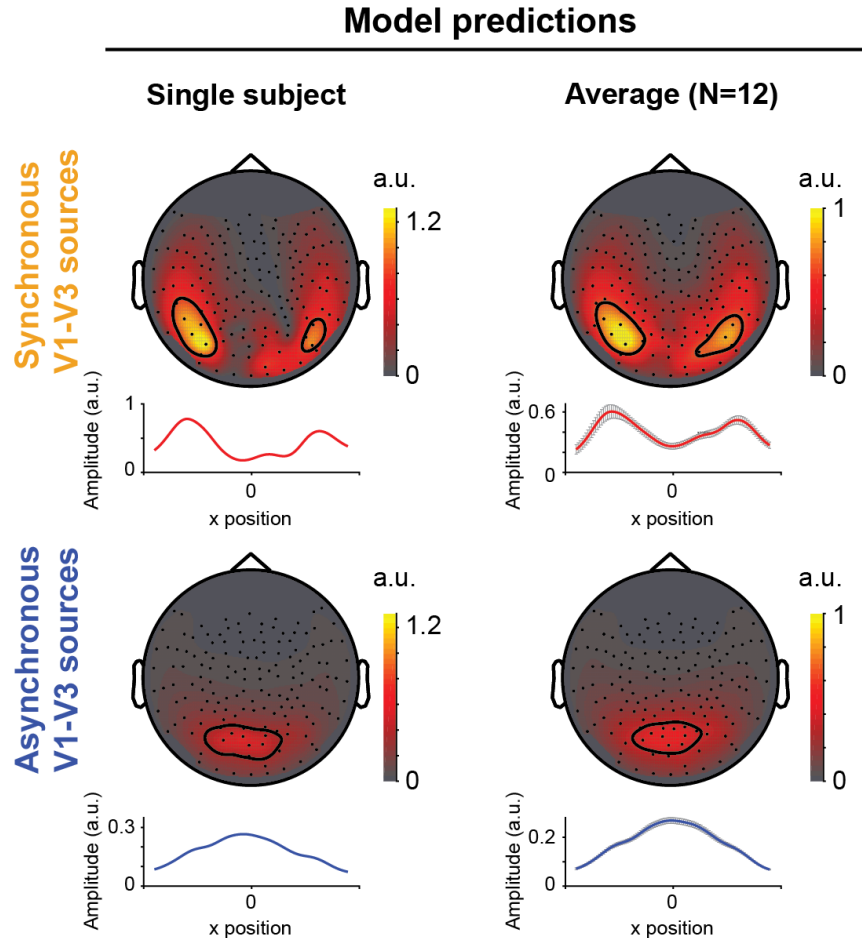 Model predictions
Single subject
Average (N=12)
Synchronous
V1-V3 sources
a.u.
1.2
0
a.u.
1
0
Amplitude (a.u.)
1
0
0
x position
Amplitude (a.u.)
0.6
0
0
x position
Asynchronous
V1-V3 sources
a.u.
1.2
0
a.u.
1
0
Amplitude (a.u.)
0.3
0
0
x position
Amplitude (a.u.)
0.2
0
0
x position